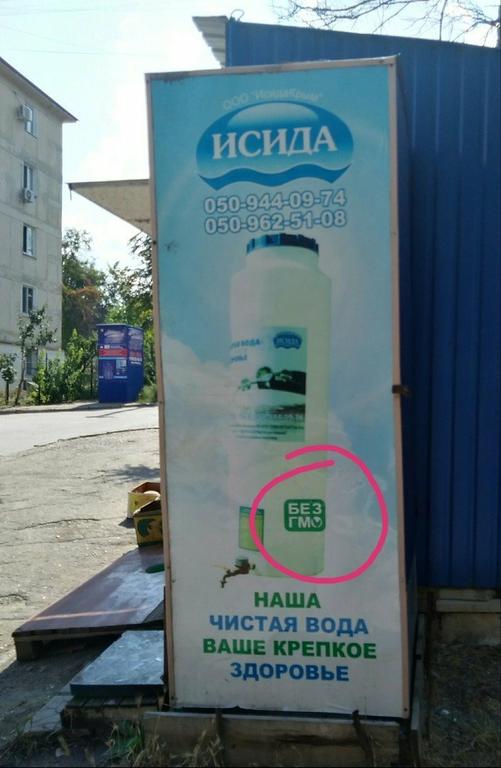 ООО "ИсидаКрым"
ИСИДА
050-944-09-74
050-962-51-08
ВОДА
БЕЗ
ГМО
НАША
ЧИСТАЯ ВОДА
ВАШЕ КРЕПКОЕ
ЗДОРОВЬЕ